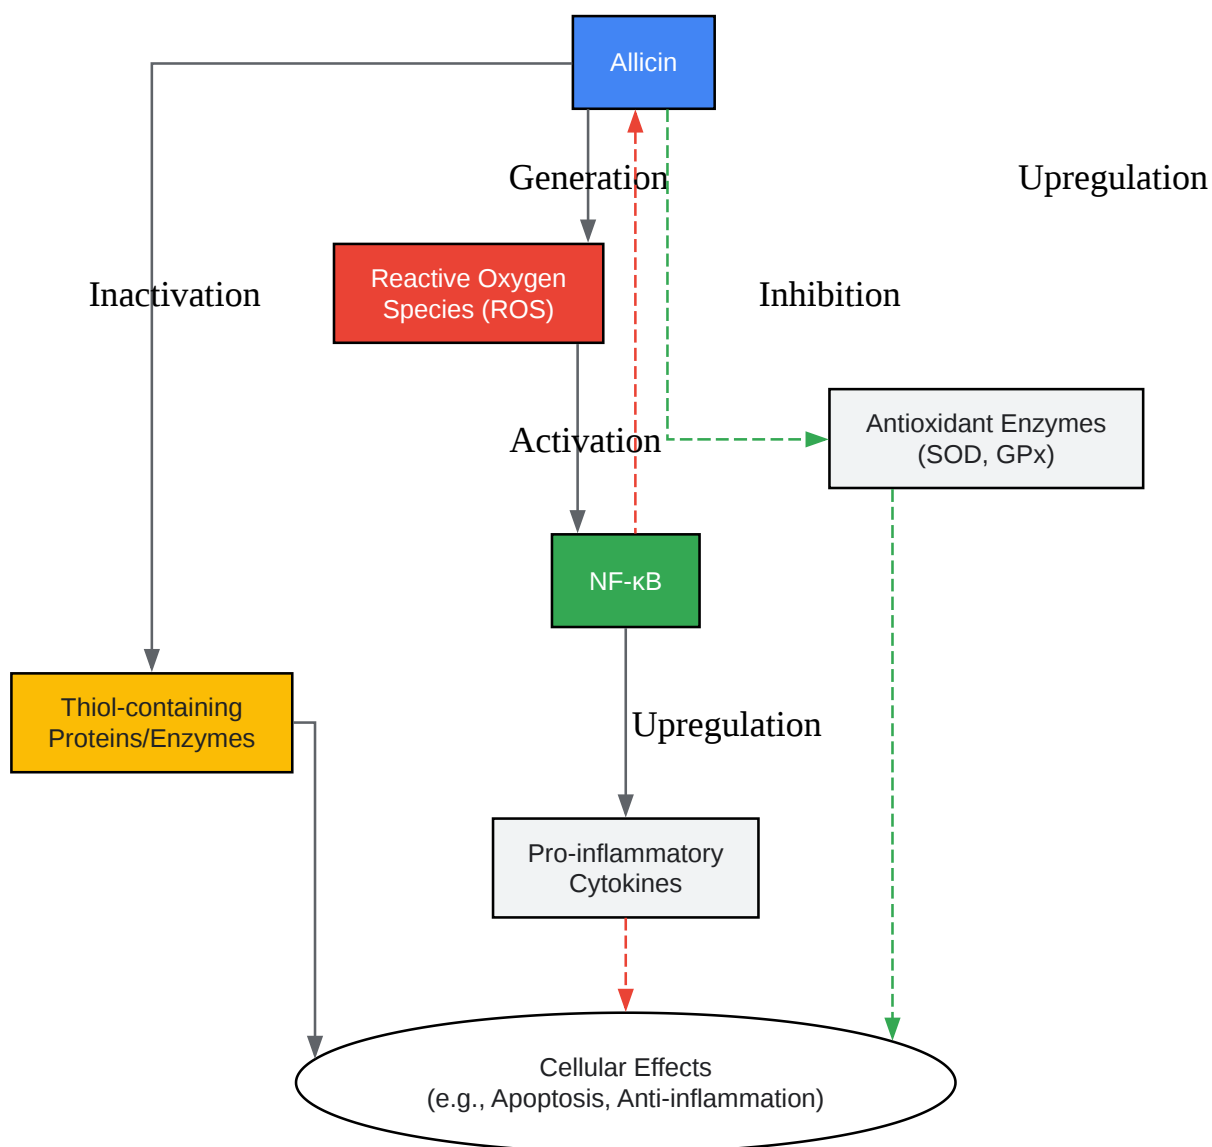 Allicin
Generation
Upregulation
Reactive Oxygen
Species (ROS)
Inactivation
Inhibition
Activation
Antioxidant Enzymes
(SOD, GPx)
NF-κB
Thiol-containing
Proteins/Enzymes
Upregulation
Pro-inflammatory
Cytokines
Cellular Effects
(e.g., Apoptosis, Anti-inflammation)